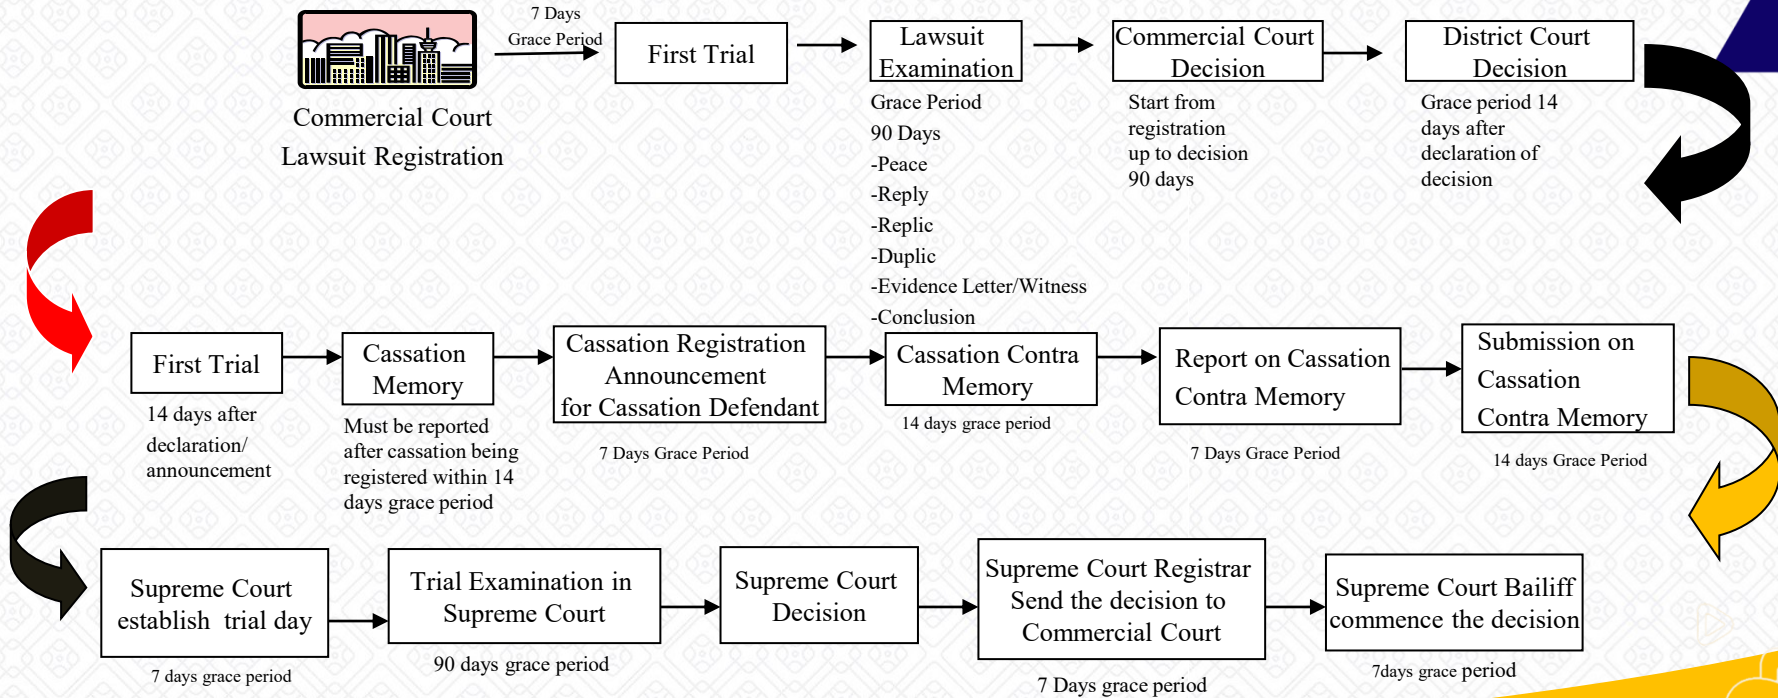 7 Days
Grace Period
Commercial Court
Lawsuit Registration
First Trial
Lawsuit
Examination
Grace Period
90 Days
-Peace
-Reply
-Replic
-Duplic
-Evidence Letter/Witness
-Conclusion
Commercial Court
Decision
Start from
registration
up to decision
90 days
District Court
Decision
Grace period 14
days after
declaration of
decision
First Trial
14 days after
declaration/
announcement
Cassation
Memory
Must be reported
after cassation being
registered within 14
days grace period
Cassation Registration
Announcement
for Cassation Defendant
7 Days Grace Period
Cassation Contra
Memory
14 days grace period
Report on Cassation
Contra Memory
7 Days Grace Period
Submission on
Cassation
Contra Memory
14 days Grace Period
Supreme Court
establish trial day
7 days grace period
Trial Examination in
Supreme Court
90 days grace period
Supreme Court
Decision
Supreme Court Registrar
Send the decision to
Commercial Court
7 Days grace period
Supreme Court Bailiff
commence the decision
7days grace period